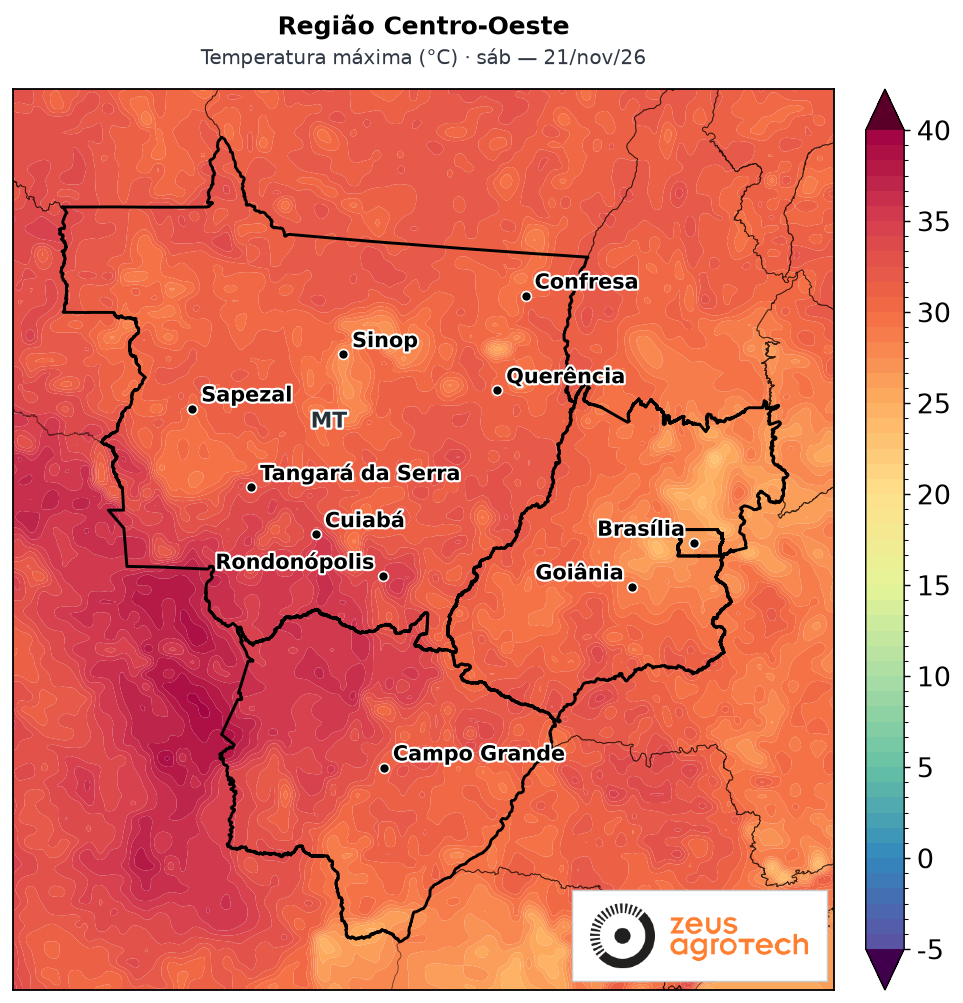 Região Centro-Oeste
Temperatura máxima (°C) · sáb — 21/nov/26
40
35
30
25
20
15
10
5
0
-5
Confresa
Sinop
Querência
Sapezal
MT
Tangará da Serra
Cuiabá
Brasília
Rondonópolis
Goiânia
Campo Grande
zeus
agrotech